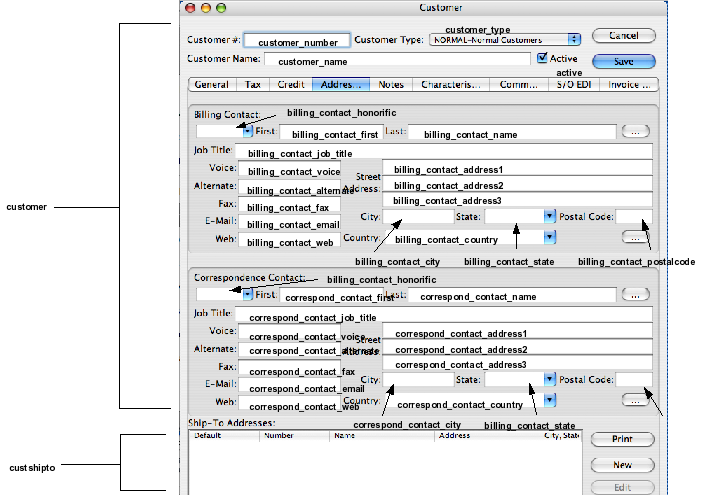 Customer
customer_type
Customer #: customer_number Customer Type: NORMAL-Normal Customers Cancel
Customer Name: customer_name Active Save
active
General Tax Credit Addres... Notes Characteris... Comm... S/O EDI Invoice ...
Billing Contact: billing_contact_honorific
First: billing_contact_first Last: billing_contact_name ...
Job Title: billing_contact_job_title
Voice: billing_contact_voice Street Address: billing_contact_address1
Alternate: billing_contact_alternate billing_contact_address2
Fax: billing_contact_fax billing_contact_address3
E-Mail: billing_contact_email City: State: Postal Code:
Web: billing_contact_web Country: billing_contact_country ...
customer
billing_contact_city billing_contact_state billing_contact_postalcode
Correspondence Contact: billing_contact_honorific
First: correspond_contact_first Last: correspond_contact_name ...
Job Title: correspond_contact_job_title
Voice: correspond_contact_voice Street Address: correspond_contact_address1
Alternate: correspond_contact_alternate correspond_contact_address2
Fax: correspond_contact_fax correspond_contact_address3
E-Mail: correspond_contact_email City: State: Postal Code:
Web: correspond_contact_web Country: correspond_contact_country ...
correspond_contact_city billing_contact_state
Ship-To Addresses:
Default Number Name Address City, State
Print
custshipto
New
Edit